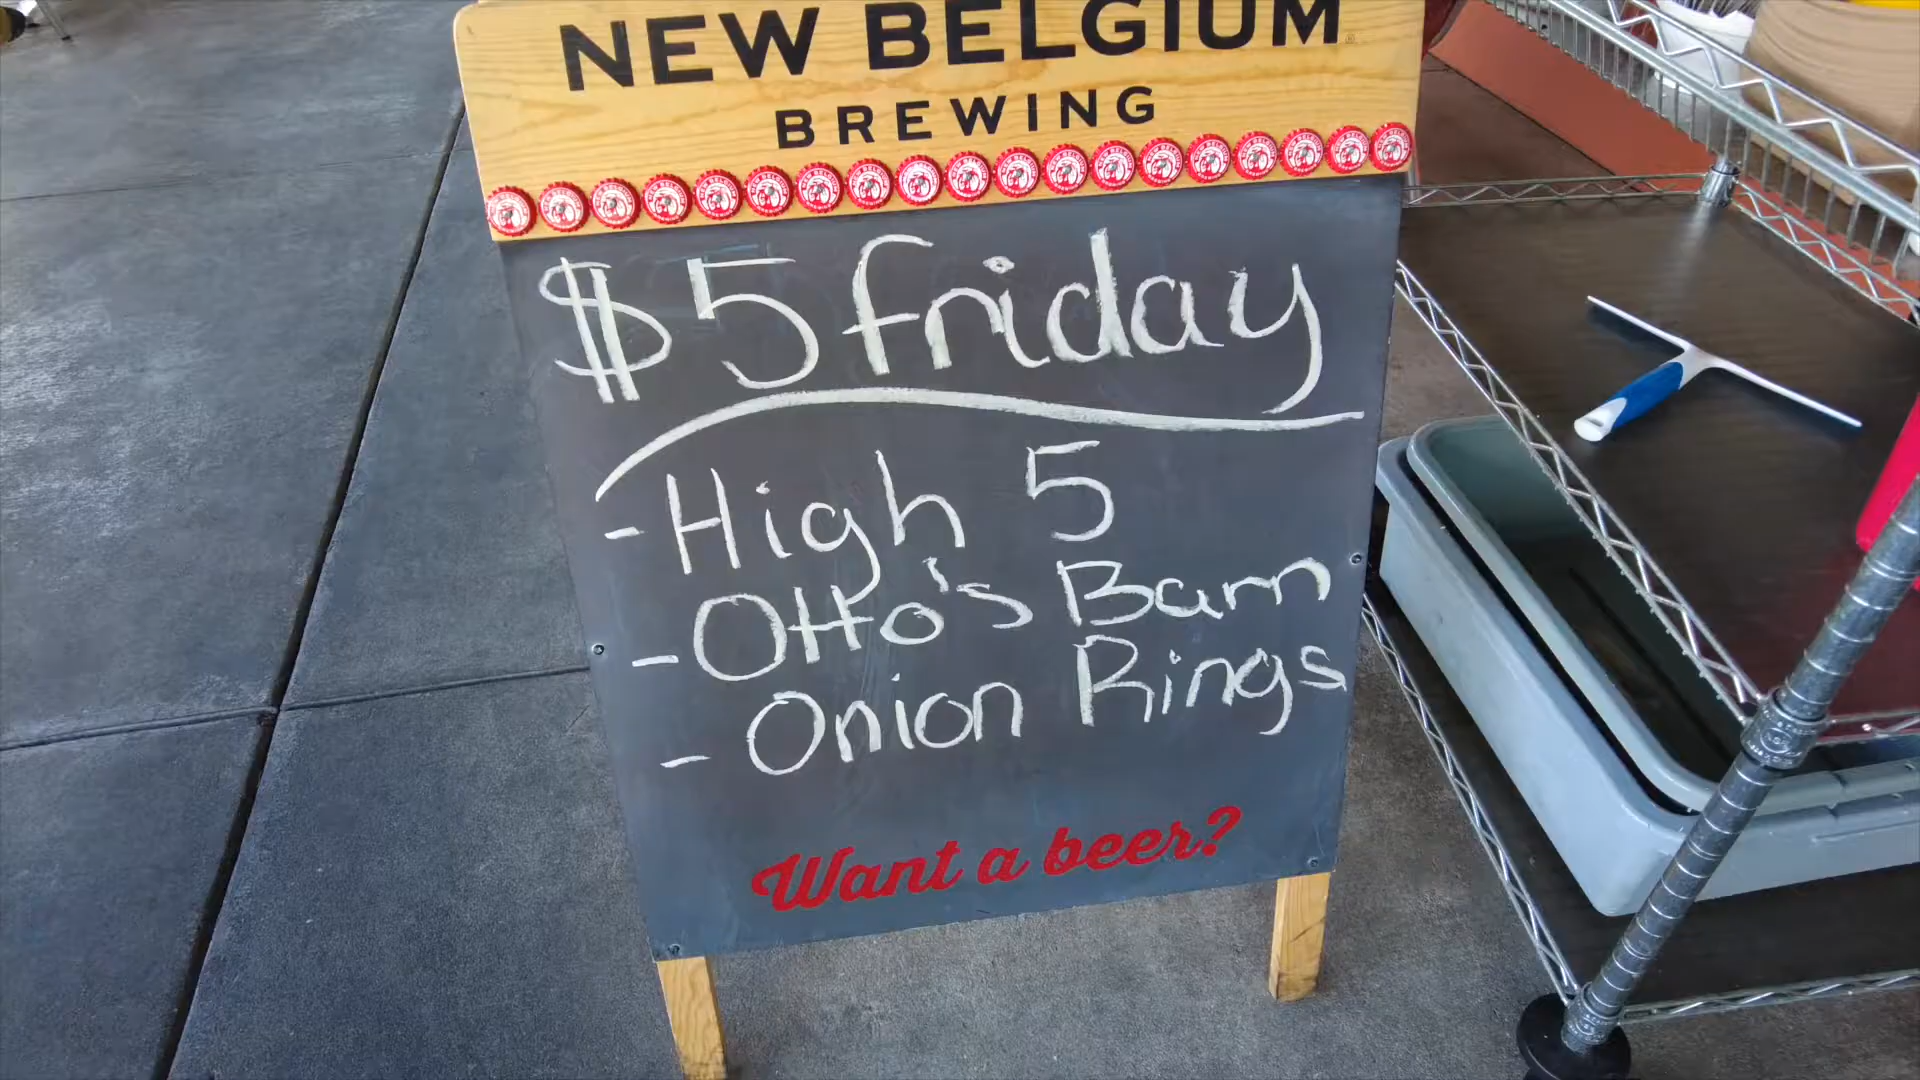 NEW BELGIUM
BREWING
$5 friday
- High 5
- Otto's Barn
- Onion Rings
Want a beer?